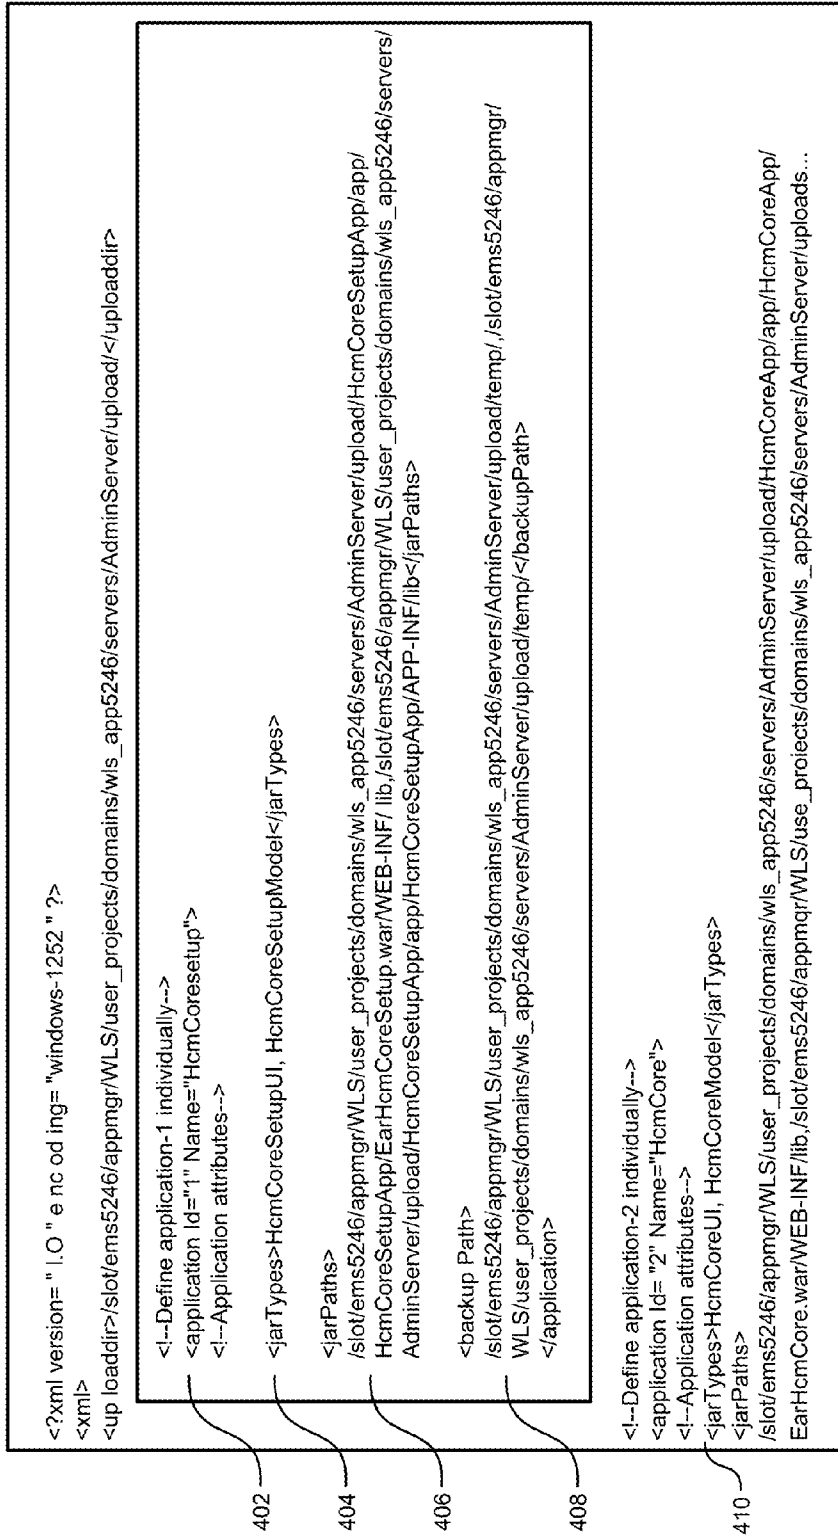 <?xml version= " I.O " e nc od ing= "windows-1252 " ?>
<xml>
<up loaddir>/slot/ems5246/appmgr/WLS/user_projects/domains/wls_app5246/servers/AdminServer/upload/</uploaddir>
<!--Define application-1 individually-->
<application Id="1" Name="HcmCoresetup">
<!--Application attributes-->
<jarTypes>HcmCoreSetupUI, HcmCoreSetupModel</jarTypes>
<jarPaths>
/slot/ems5246/appmgr/WLS/user_projects/domains/wls_app5246/servers/AdminServer/upload/HcmCoreSetupApp/app/
HcmCoreSetupApp/EarHcmCoreSetup.war/WEB-INF/ lib,/slot/ems5246/appmgr/WLS/user_projects/domains/wls_app5246/servers/
AdminServer/upload/HcmCoreSetupApp/app/HcmCoreSetupApp/APP-INF/lib</jarPaths>
<backup Path>
/slot/ems5246/appmgr/WLS/user_projects/domains/wls_app5246/servers/AdminServer/upload/temp/,/slot/ems5246/appmgr/
WLS/user_projects/domains/wls_app5246/servers/AdminServer/upload/temp/</backupPath>
</application>
<!--Define application-2 individually-->
<application Id= "2" Name="HcmCore">
<!--Application attributes-->
<jarTypes>HcmCoreUI, HcmCoreModel</jarTypes>
<jarPaths>
/slot/ems5246/appmgr/WLS/user_projects/domains/wls_app5246/servers/AdminServer/upload/HcmCoreApp/app/HcmCoreApp/
EarHcmCore.war/WEB-INF/lib,/slot/ems5246/appmqr/WLS/use_proiects/domains/wls_app5246/servers/AdminServer/uploads...
402
404
406
408
410